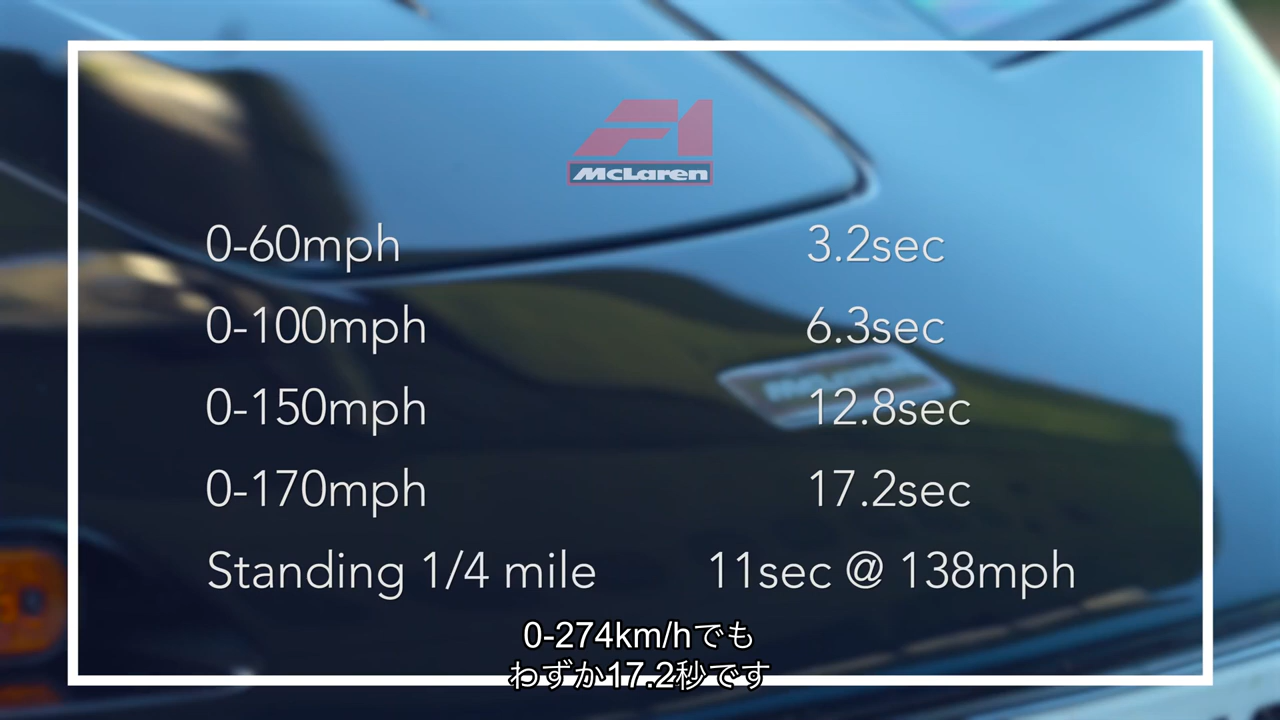 F1
McLaren
0-60mph 3.2sec
0-100mph 6.3sec
McLaren
0-150mph 12.8sec
0-170mph 17.2sec
Standing 1/4 mile 11sec @ 138mph
0-274km/hでも
わずか17.2秒です